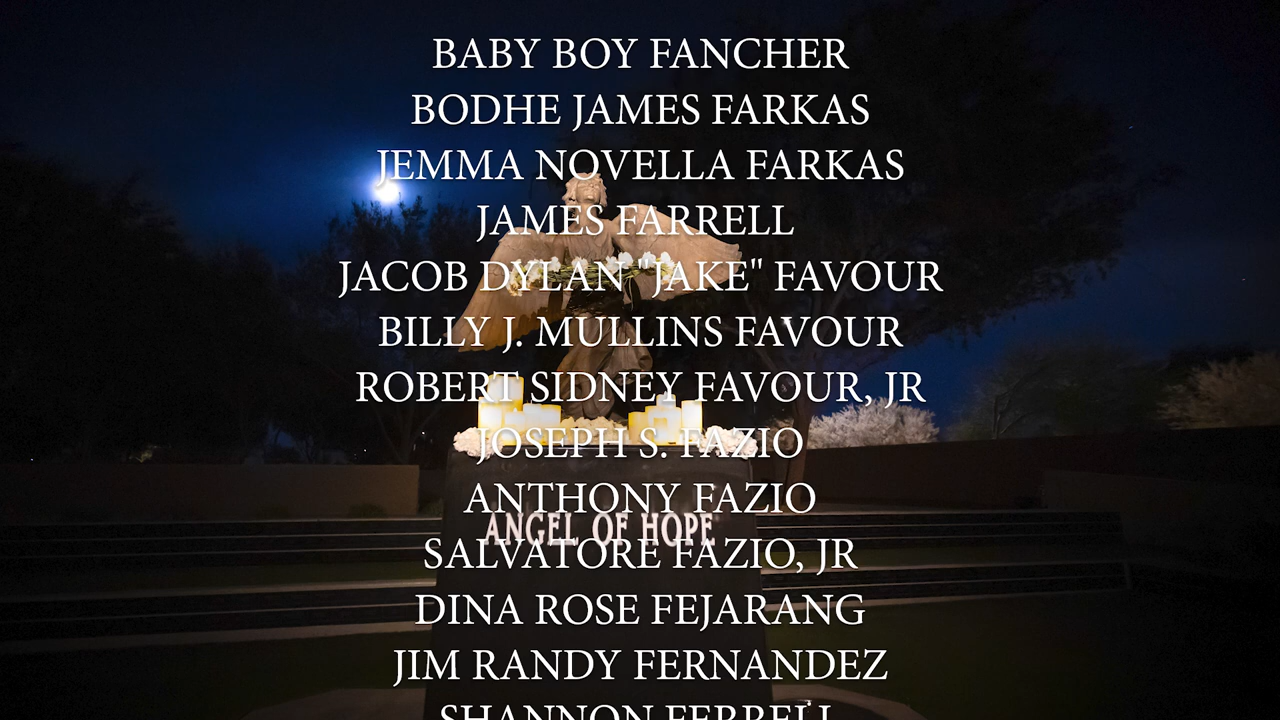 BABY BOY FANCHER
BODHE JAMES FARKAS
JEMMA NOVELLA FARKAS
JAMES FARRELL
JACOB DYLAN "JAKE" FAVOUR
BILLY J. MULLINS FAVOUR
ROBERT SIDNEY FAVOUR, JR
JOSEPH S. FAZIO
ANTHONY FAZIO
ANGEL OF HOPE
SALVATORE FAZIO, JR
DINA ROSE FEJARANG
JIM RANDY FERNANDEZ
SHANNON FERRELL